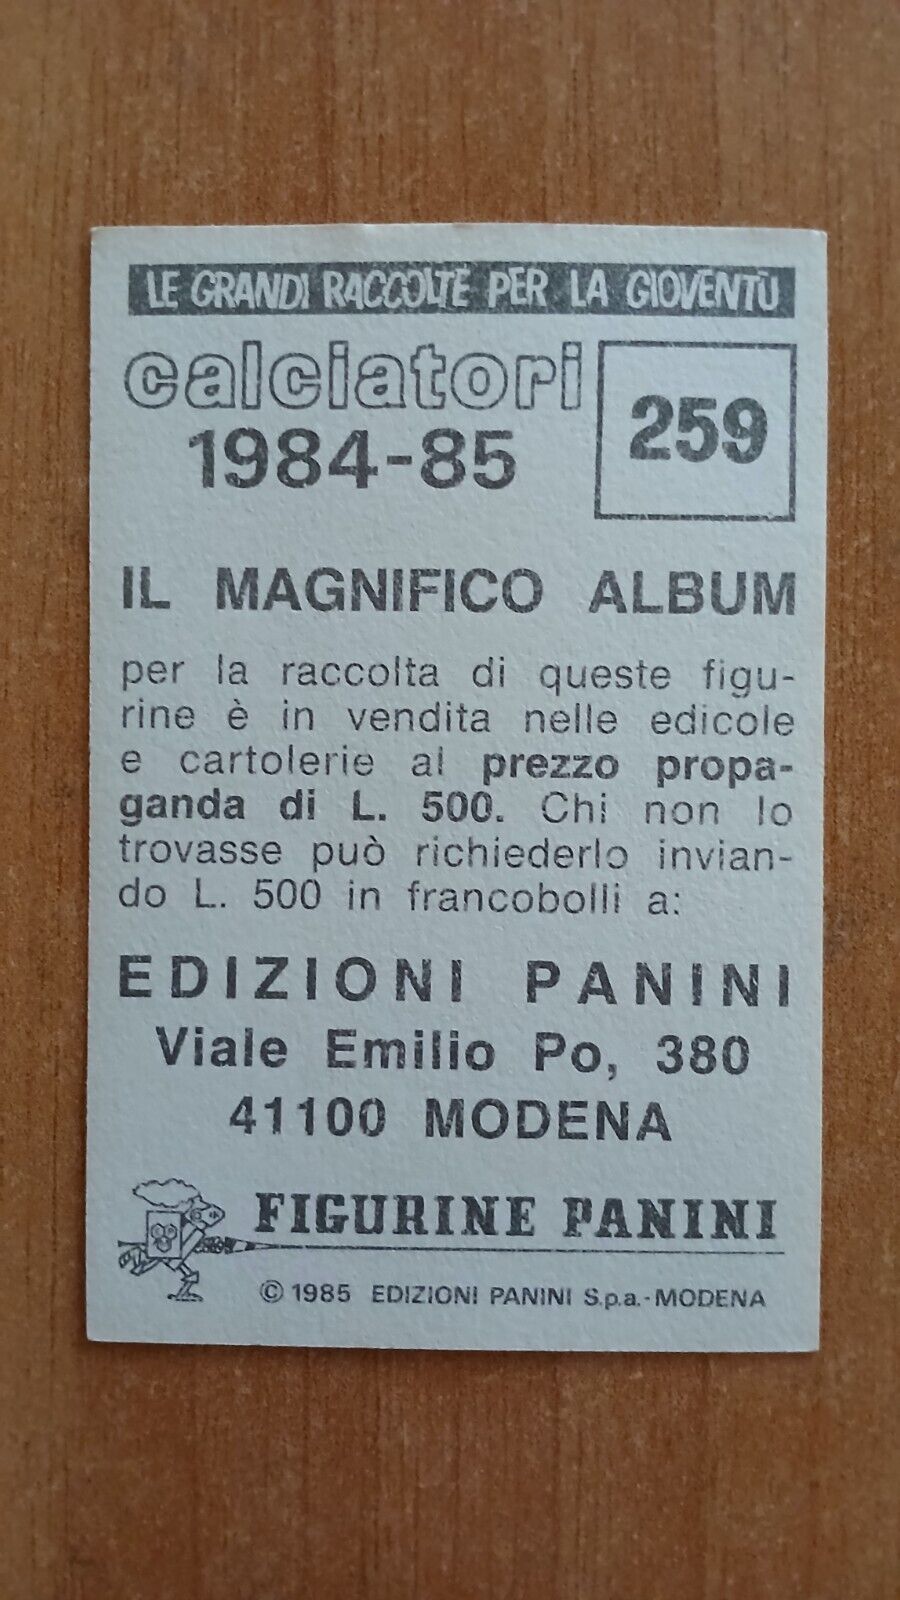 LE GRANDI RACCOLTE PER LA GIOVENTÙ
calciatori
1984-85
259
IL MAGNIFICO ALBUM
per la raccolta di queste figu-
rine è in vendita nelle edicole
e cartolerie al prezzo propa-
ganda di L. 500. Chi non lo
trovasse può richiederlo invian-
do L. 500 in francobolli a:
EDIZIONI PANINI
Viale Emilio Po, 380
41100 MODENA
FIGURINE PANINI
© 1985 EDIZIONI PANINI S.p.a.-MODENA